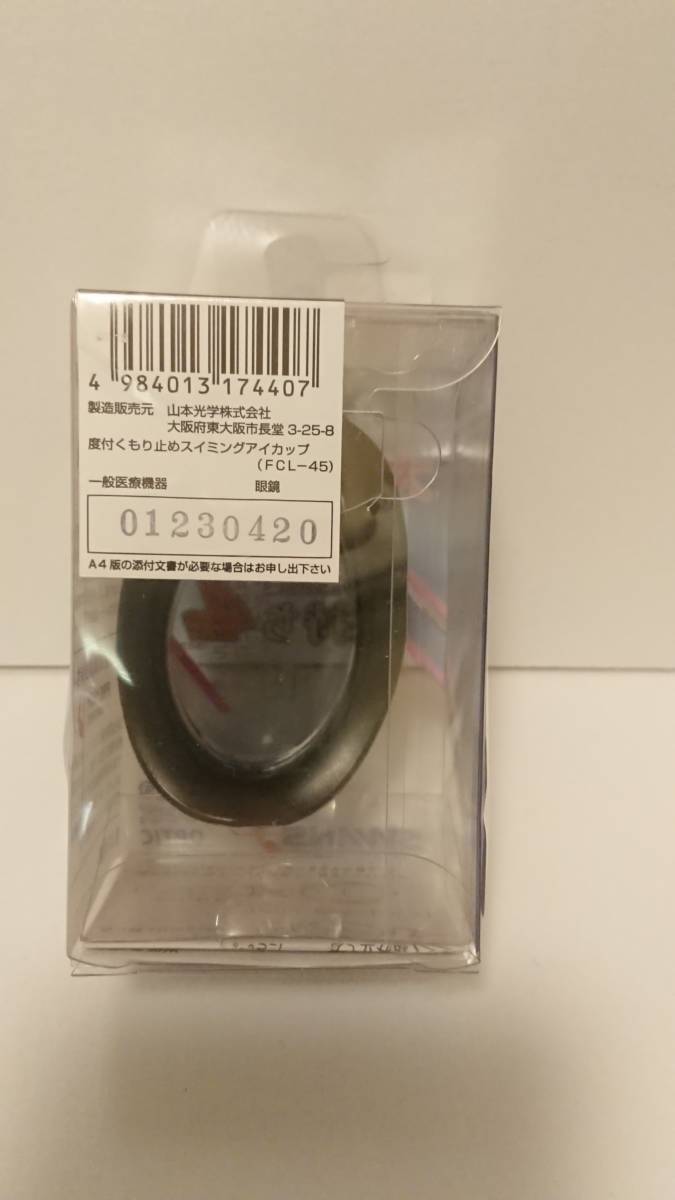 4 984013 174407
製造販売元 山本光学株式会社
大阪府東大阪市長堂 3-25-8
度付くもり止めスイミングアイカップ
(FCL-45)
一般医療機器 眼鏡
01230420
A4版の添付文書が必要な場合はお申し出下さい
SWANS
OPTIC